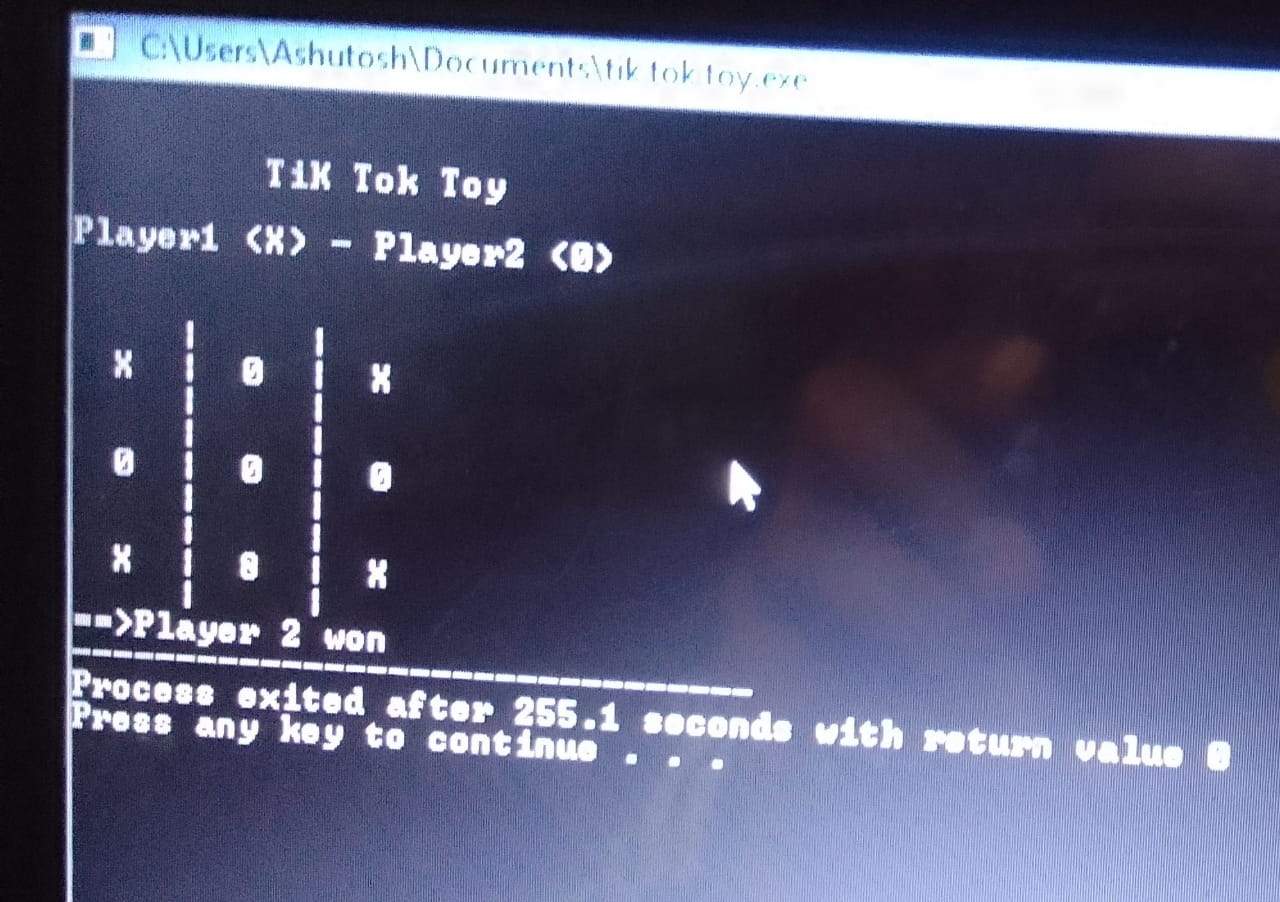 C:\Users\Ashutosh\Documents\tik tok toy.exe
TiK Tok Toy
Player1 (X) - Player2 (0)
X | 0 | X
0 | 0 | 0
X | 0 | X
-->Player 2 won
--------------------------------
Process exited after 255.1 seconds with return value 0
Press any key to continue . . .